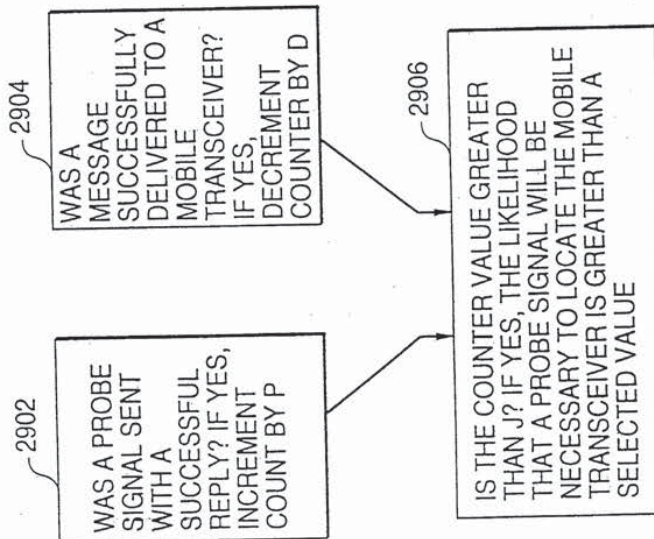 2902
WAS A PROBE
SIGNAL SENT
WITH A
SUCCESSFUL
REPLY? IF YES,
INCREMENT
COUNT BY P
2904
WAS A
MESSAGE
SUCCESSFULLY
DELIVERED TO A
MOBILE
TRANSCEIVER?
IF YES,
DECREMENT
COUNTER BY D
2906
IS THE COUNTER VALUE GREATER
THAN J? IF YES, THE LIKELIHOOD
THAT A PROBE SIGNAL WILL BE
NECESSARY TO LOCATE THE MOBILE
TRANSCEIVER IS GREATER THAN A
SELECTED VALUE